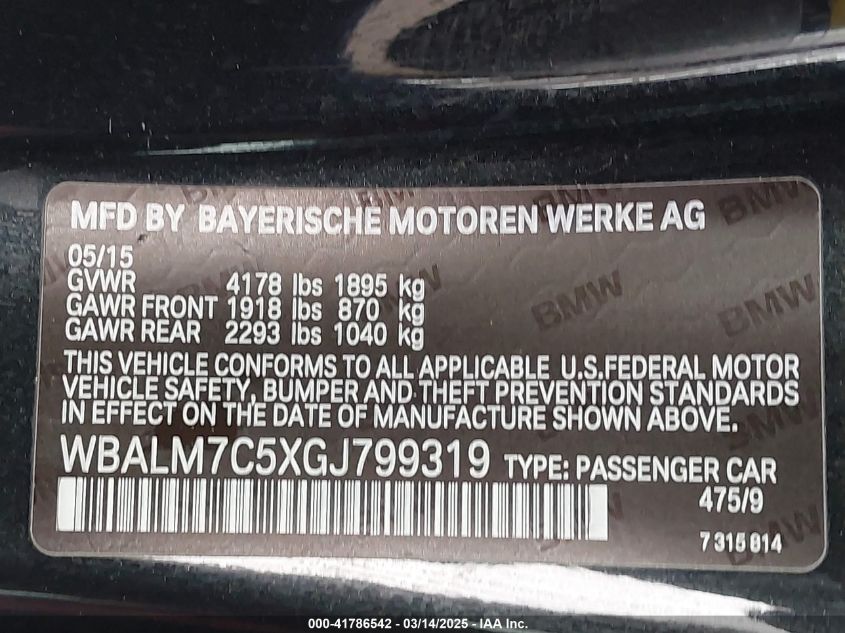 MFD BY BAYERISCHE MOTOREN WERKE AG
05/15
GVWR 4178 lbs 1895 kg
GAWR FRONT 1918 lbs 870 kg
GAWR REAR 2293 lbs 1040 kg
THIS VEHICLE CONFORMS TO ALL APPLICABLE U.S.FEDERAL MOTOR
VEHICLE SAFETY, BUMPER AND THEFT PREVENTION STANDARDS
IN EFFECT ON THE DATE OF MANUFACTURE SHOWN ABOVE.
WBALM7C5XGJ799319 TYPE: PASSENGER CAR
475/9
7 315 814
BMW
BMW
BMW
000-41786542 - 03/14/2025 - IAA Inc.